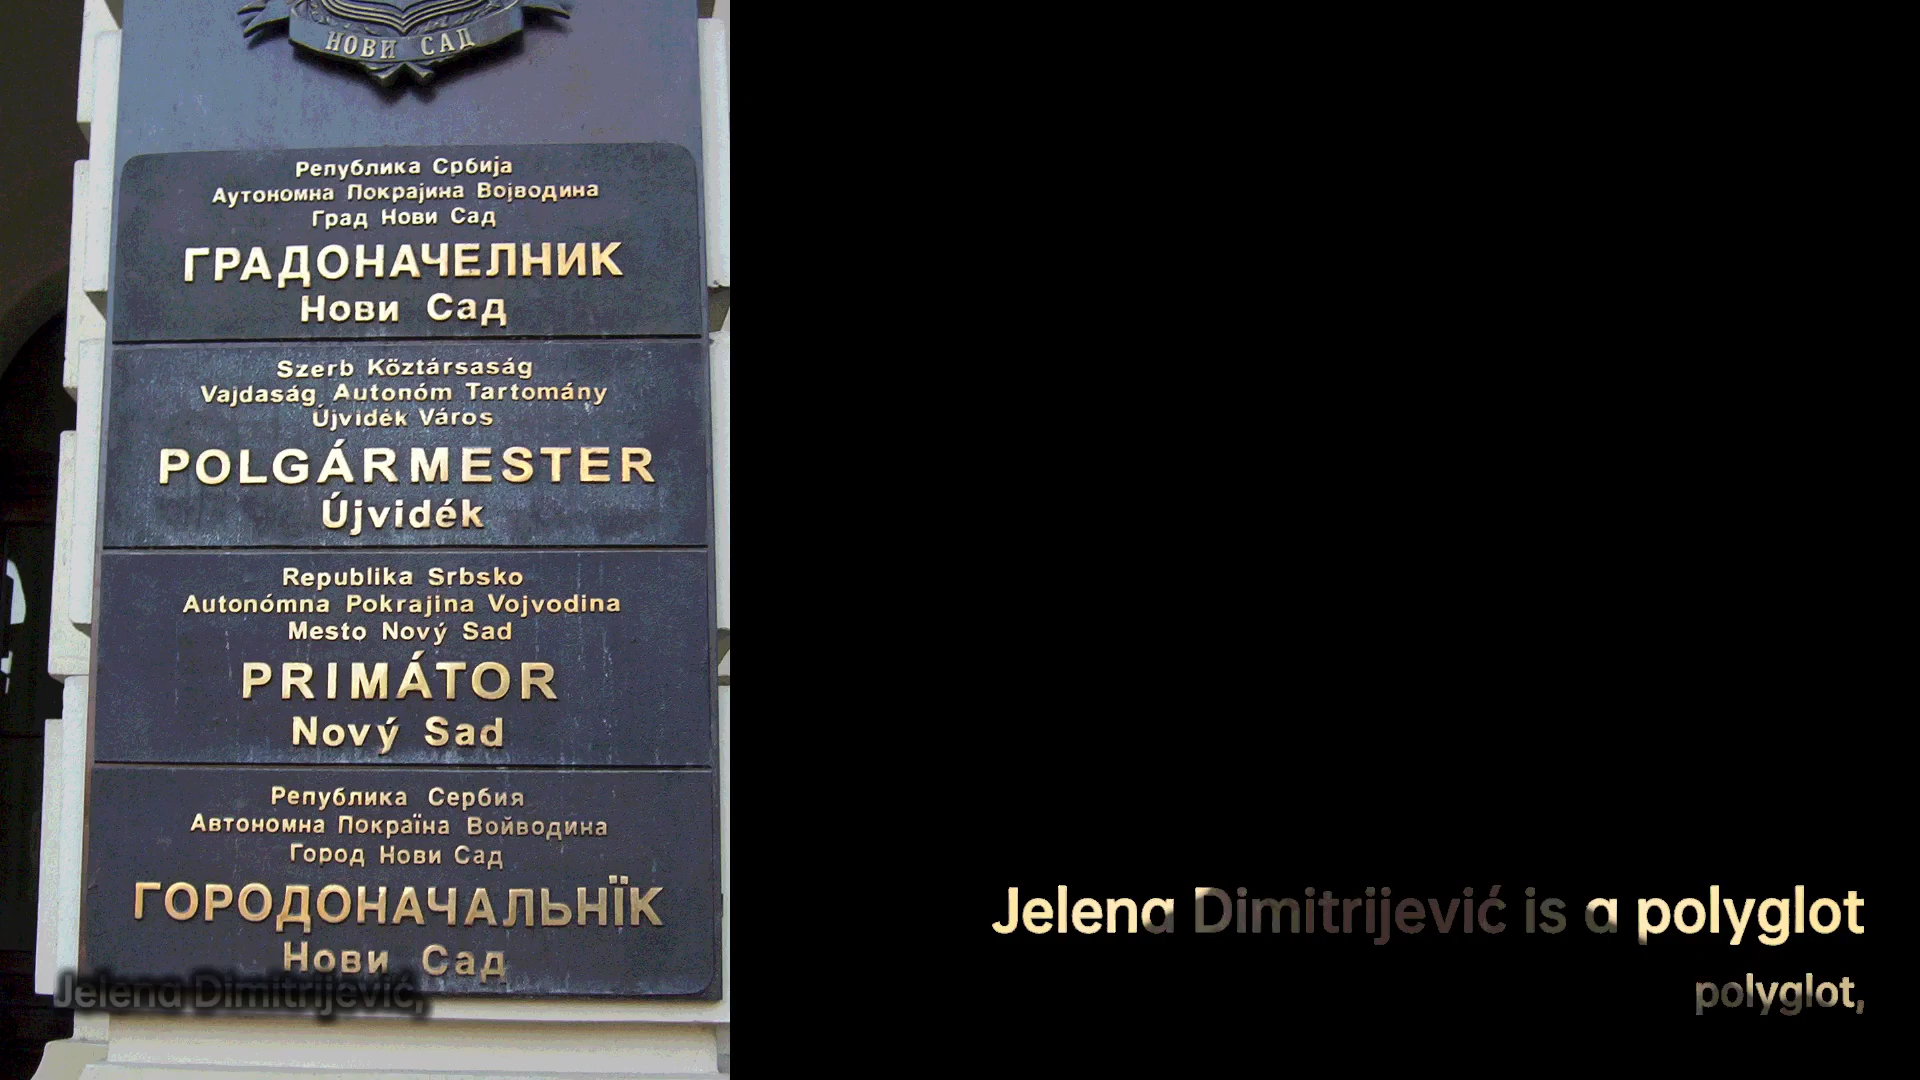 НОВИ САД
Република Србија
Аутономна Покрајина Војводина
Град Нови Сад
ГРАДОНАЧЕЛНИК
Нови Сад
Szerb Köztársaság
Vajdaság Autonóm Tartomány
Újvidék Város
POLGÁRMESTER
Újvidék
Republika Srbsko
Autonómna Pokrajina Vojvodina
Mesto Nový Sad
PRIMÁTOR
Nový Sad
Република Сербия
Автономна Покраїна Войводина
Город Нови Сад
ГОРОДОНАЧАЛЬНЇК
Нови Сад
Jelena Dimitrijević,
Jelena Dimitrijević is a polyglot
polyglot,